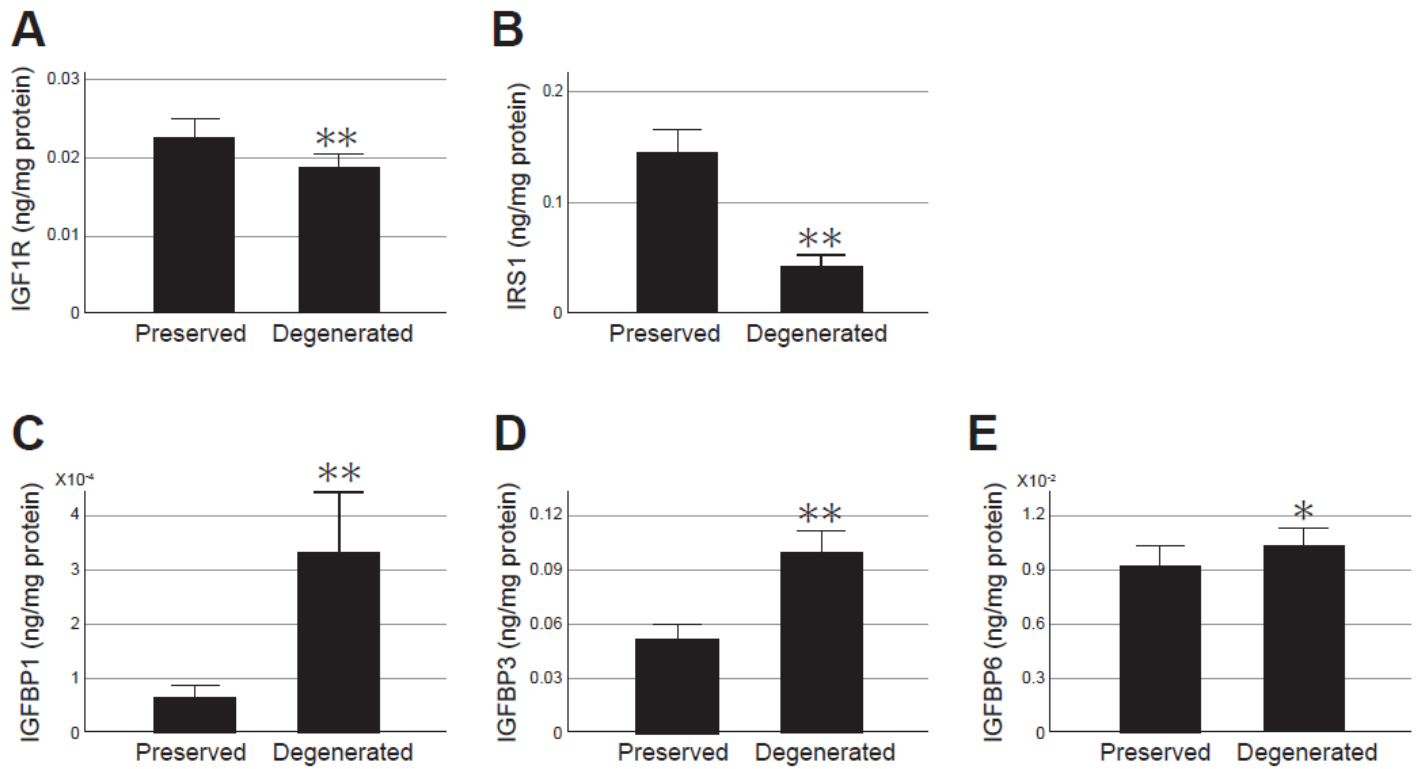 A
IGF1R (ng/mg protein)
0.03
0.02
0.01
0
**
Preserved Degenerated
B
IRS1 (ng/mg protein)
0.2
0.1
0
**
Preserved Degenerated
C
IGFBP1 (ng/mg protein)
X10⁻⁴
4
3
2
1
0
**
Preserved Degenerated
D
IGFBP3 (ng/mg protein)
0.12
0.09
0.06
0.03
0
**
Preserved Degenerated
E
IGFBP6 (ng/mg protein)
X10⁻²
1.2
0.9
0.6
0.3
0
*
Preserved Degenerated